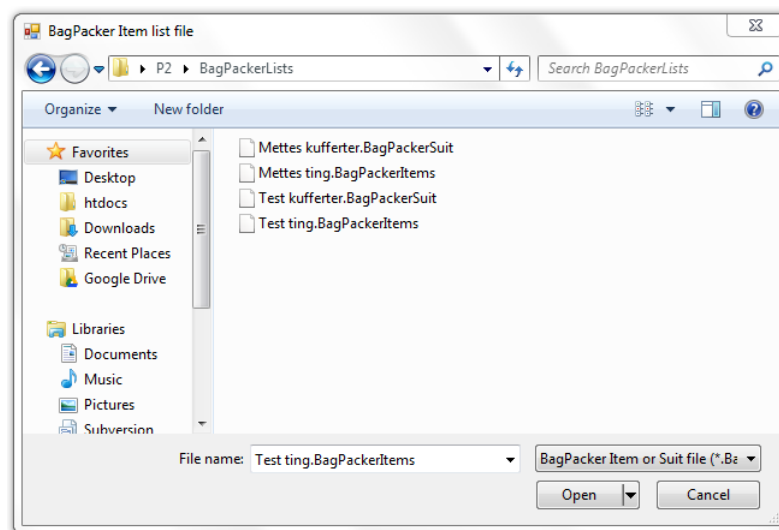 BagPacker Item list file
P2 BagPackerLists
Search BagPackerLists
Organize New folder
Favorites
Desktop
htdocs
Downloads
Recent Places
Google Drive
Libraries
Documents
Music
Pictures
Subversion
Mettes kufferter.BagPackerSuit
Mettes ting.BagPackerItems
Test kufferter.BagPackerSuit
Test ting.BagPackerItems
File name: Test ting.BagPackerItems
BagPacker Item or Suit file (*.Ba
Open Cancel